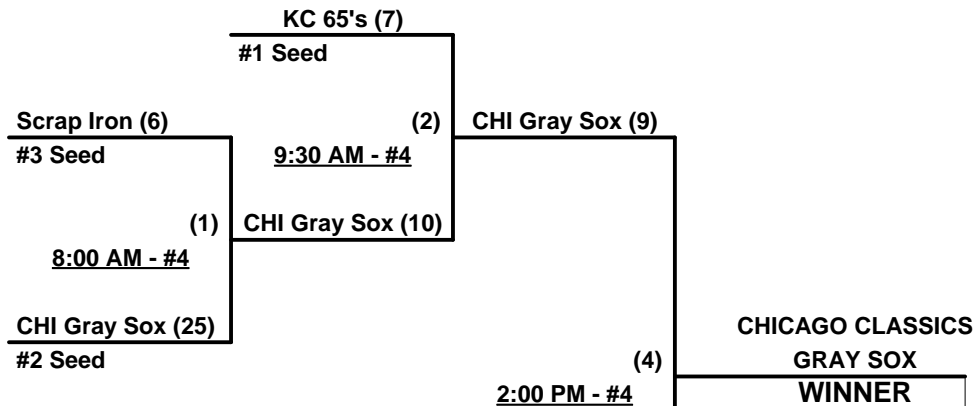 KC 65's (7)
#1 Seed
Scrap Iron (6)
(2)
CHI Gray Sox (9)
#3 Seed
9:30 AM - #4
(1)
CHI Gray Sox (10)
8:00 AM - #4
CHI Gray Sox (25)
CHICAGO CLASSICS
#2 Seed
(4)
GRAY SOX
2:00 PM - #4
WINNER